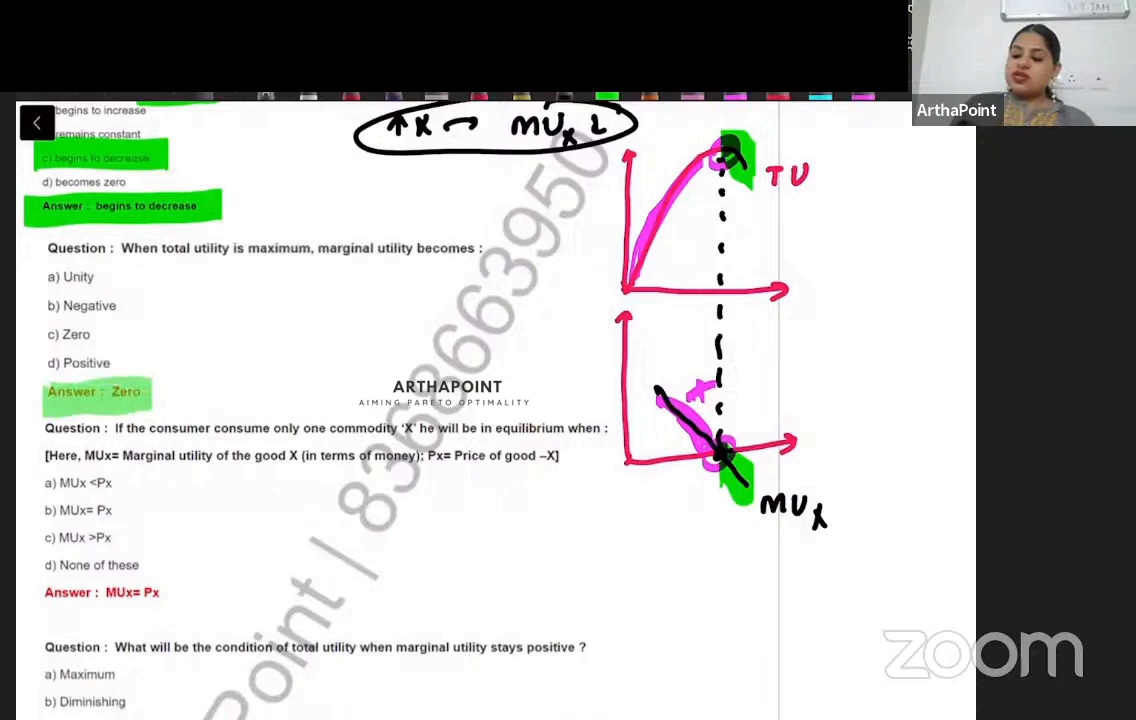 ArthaPoint
begins to increase
remains constant
c) begins to decrease
d) becomes zero
Answer : begins to decrease
↑X → MUx ↓
Question : When total utility is maximum, marginal utility becomes :
a) Unity
b) Negative
c) Zero
d) Positive
Answer : Zero
TU
ARTHAPOINT
AIMING PARETO OPTIMALITY
Question : If the consumer consume only one commodity ‘X’ he will be in equilibrium when :
[Here, MUx= Marginal utility of the good X (in terms of money); Px= Price of good –X]
a) MUx <Px
b) MUx= Px
c) MUx >Px
d) None of these
Answer : MUx= Px
MUx
Question : What will be the condition of total utility when marginal utility stays positive ?
a) Maximum
b) Diminishing
Point | 8368663950
zoom